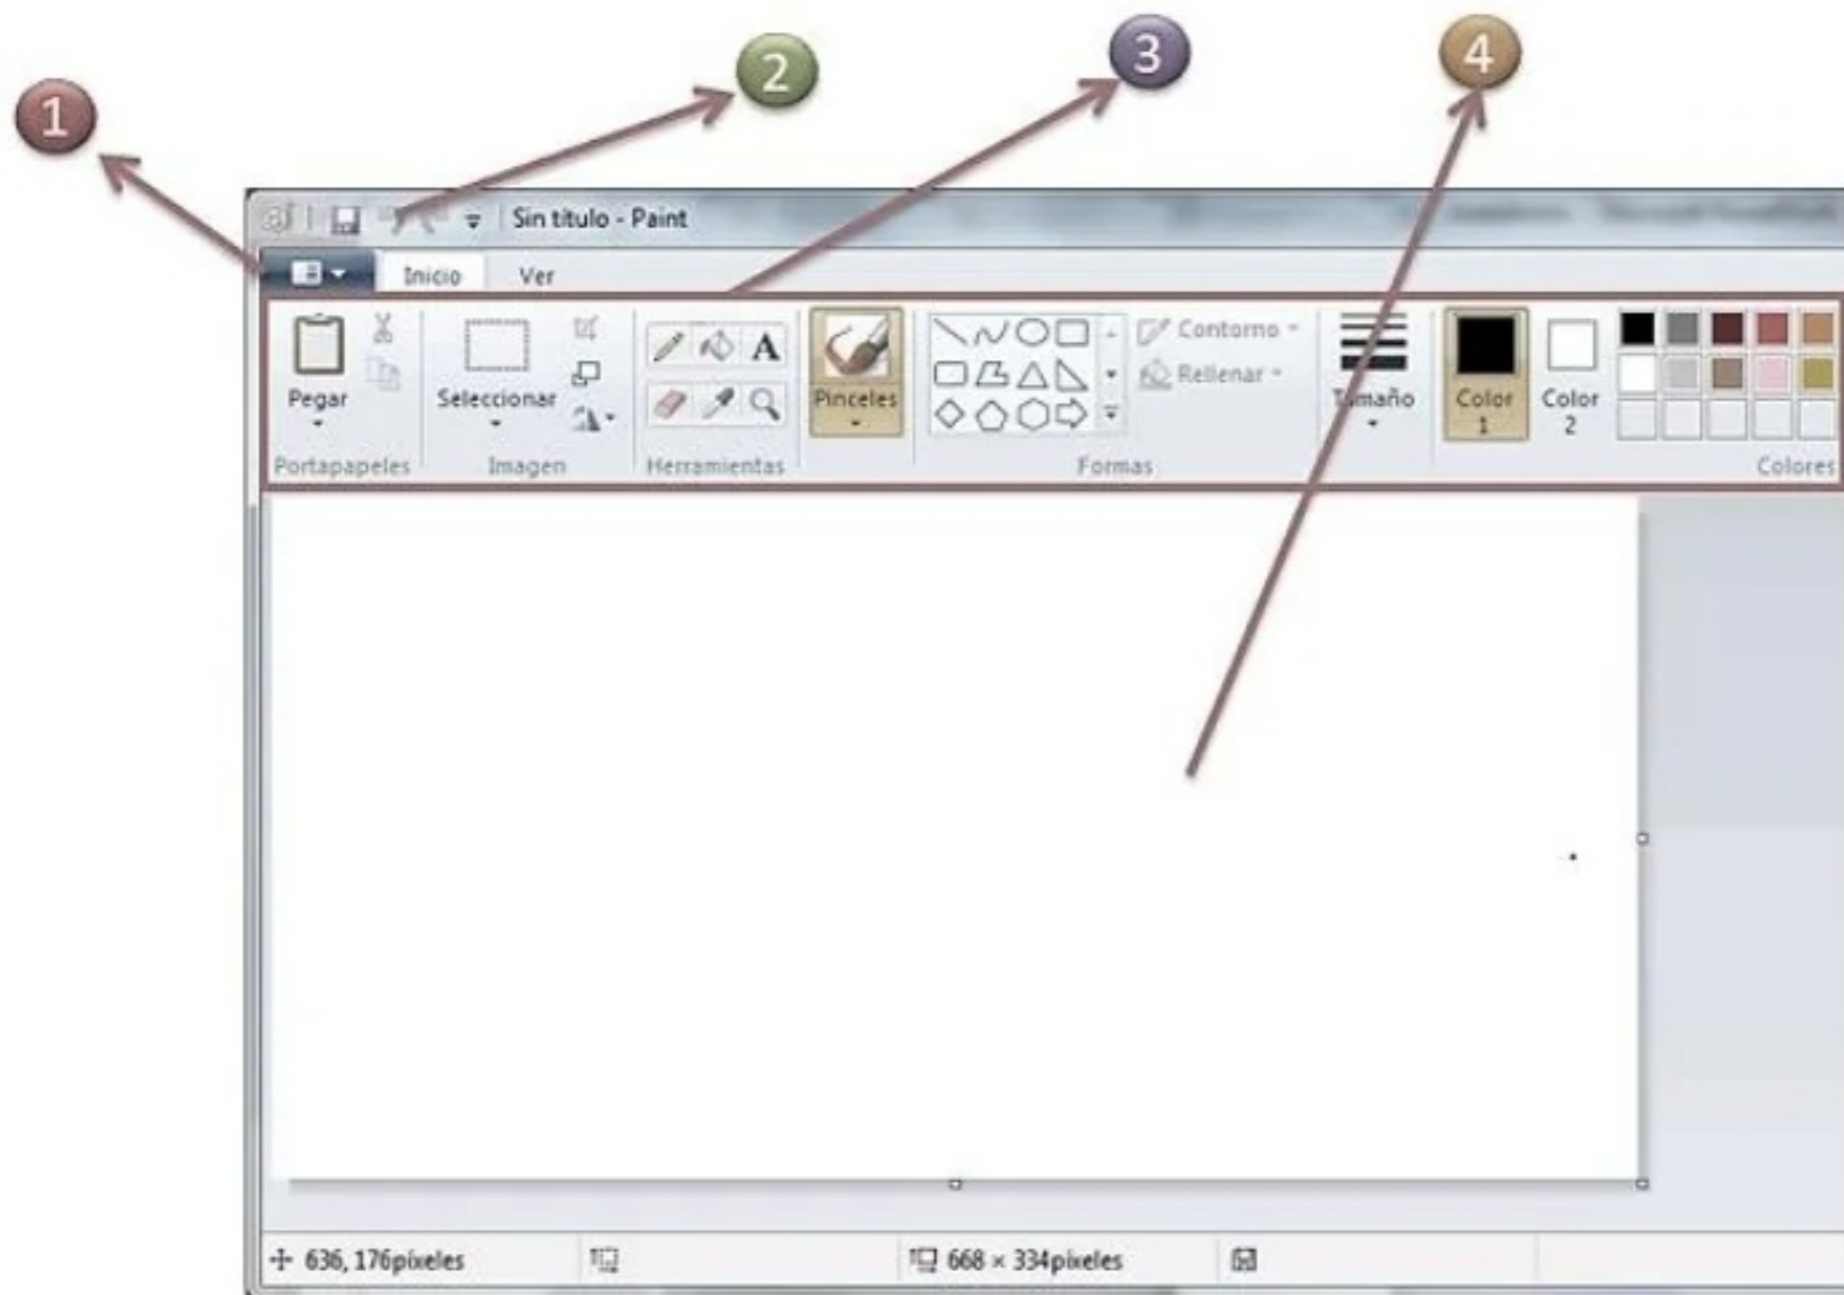 1
2
3
4
Sin título - Paint
Inicio Ver
Contorno
Rellenar
A
Pegar
Seleccionar
Pinceles
Tamaño
Color 1
Color 2
Portapapeles
Imagen
Herramientas
Formas
Colores
636, 176píxeles
668 × 334píxeles